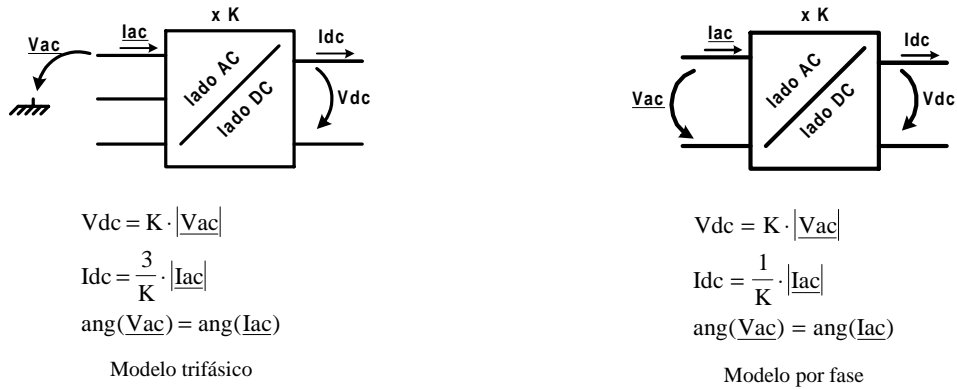 x K
Iac
Idc
Vac
lado AC
lado DC
Vdc
Vdc = K · |Vac|
Idc = 3/K · |Iac|
ang(Vac) = ang(Iac)
Modelo trifásico
x K
Iac
Idc
Vac
lado AC
lado DC
Vdc
Vdc = K · |Vac|
Idc = 1/K · |Iac|
ang(Vac) = ang(Iac)
Modelo por fase